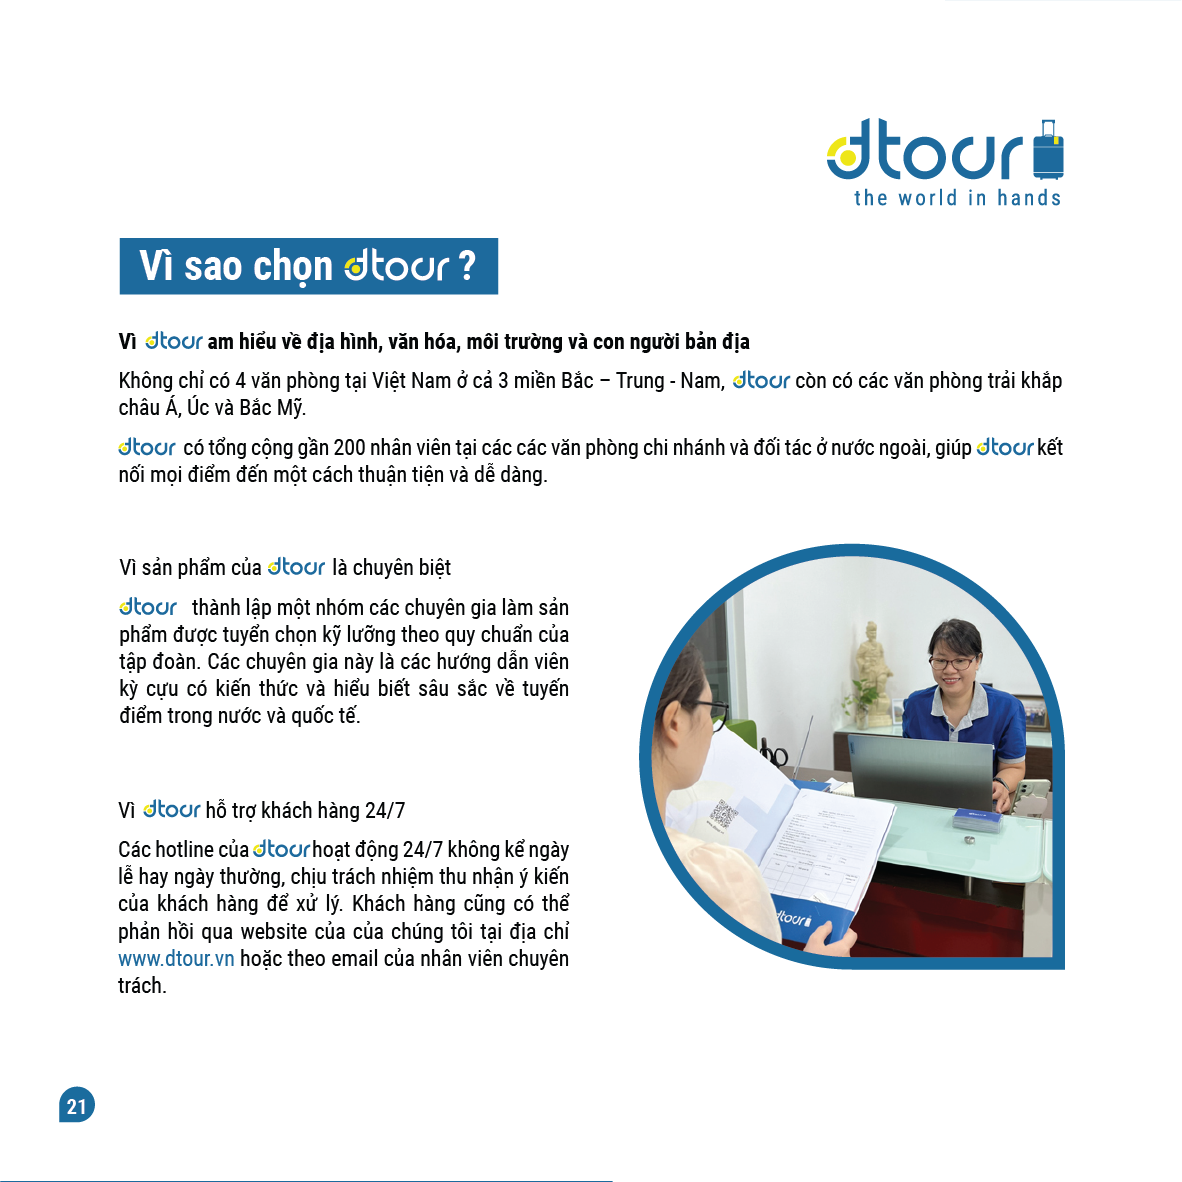 dtour
the world in hands
Vì sao chọn dtour ?
Vì dtour am hiểu về địa hình, văn hóa, môi trường và con người bản địa
Không chỉ có 4 văn phòng tại Việt Nam ở cả 3 miền Bắc – Trung - Nam, dtour còn có các văn phòng trải khắp
châu Á, Úc và Bắc Mỹ.
dtour có tổng cộng gần 200 nhân viên tại các các văn phòng chi nhánh và đối tác ở nước ngoài, giúp dtour kết
nối mọi điểm đến một cách thuận tiện và dễ dàng.
Vì sản phẩm của dtour là chuyên biệt
dtour thành lập một nhóm các chuyên gia làm sản
phẩm được tuyển chọn kỹ lưỡng theo quy chuẩn của
tập đoàn. Các chuyên gia này là các hướng dẫn viên
kỳ cựu có kiến thức và hiểu biết sâu sắc về tuyến
điểm trong nước và quốc tế.
Vì dtour hỗ trợ khách hàng 24/7
Các hotline của dtour hoạt động 24/7 không kể ngày
lễ hay ngày thường, chịu trách nhiệm thu nhận ý kiến
của khách hàng để xử lý. Khách hàng cũng có thể
phản hồi qua website của của chúng tôi tại địa chỉ
www.dtour.vn hoặc theo email của nhân viên chuyên
trách.
dtour
21